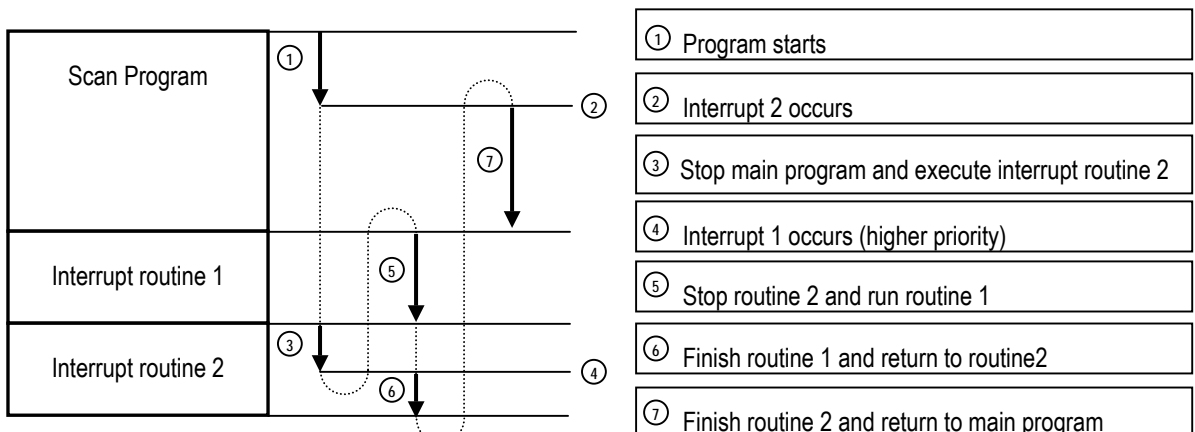 Scan Program
Interrupt routine 1
Interrupt routine 2
①
②
⑦
⑤
③
④
⑥
① Program starts
② Interrupt 2 occurs
③ Stop main program and execute interrupt routine 2
④ Interrupt 1 occurs (higher priority)
⑤ Stop routine 2 and run routine 1
⑥ Finish routine 1 and return to routine2
⑦ Finish routine 2 and return to main program